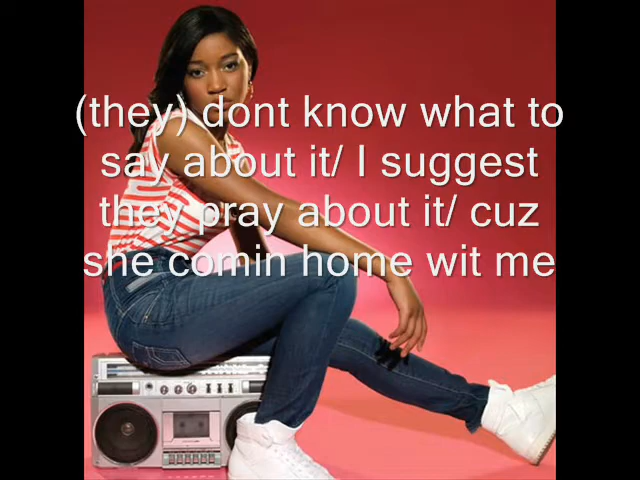 (they) dont know what to
say about it/ I suggest
they pray about it/ cuz
she comin home wit me